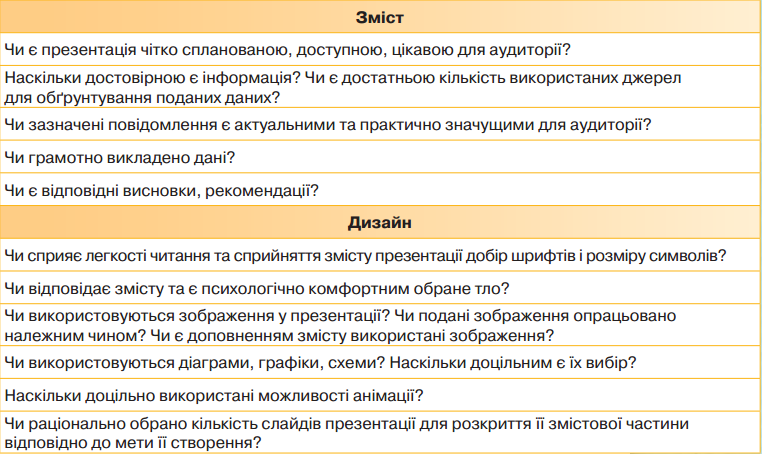 Зміст
Чи є презентація чітко спланованою, доступною, цікавою для аудиторії?
Наскільки достовірною є інформація? Чи є достатньою кількість використаних джерел
для обґрунтування поданих даних?
Чи зазначені повідомлення є актуальними та практично значущими для аудиторії?
Чи грамотно викладено дані?
Чи є відповідні висновки, рекомендації?
Дизайн
Чи сприяє легкості читання та сприйняття змісту презентації добір шрифтів і розміру символів?
Чи відповідає змісту та є психологічно комфортним обране тло?
Чи використовуються зображення у презентації? Чи подані зображення опрацьовано
належним чином? Чи є доповненням змісту використані зображення?
Чи використовуються діаграми, графіки, схеми? Наскільки доцільним є їх вибір?
Наскільки доцільно використані можливості анімації?
Чи раціонально обрано кількість слайдів презентації для розкриття її змістової частини
відповідно до мети її створення?